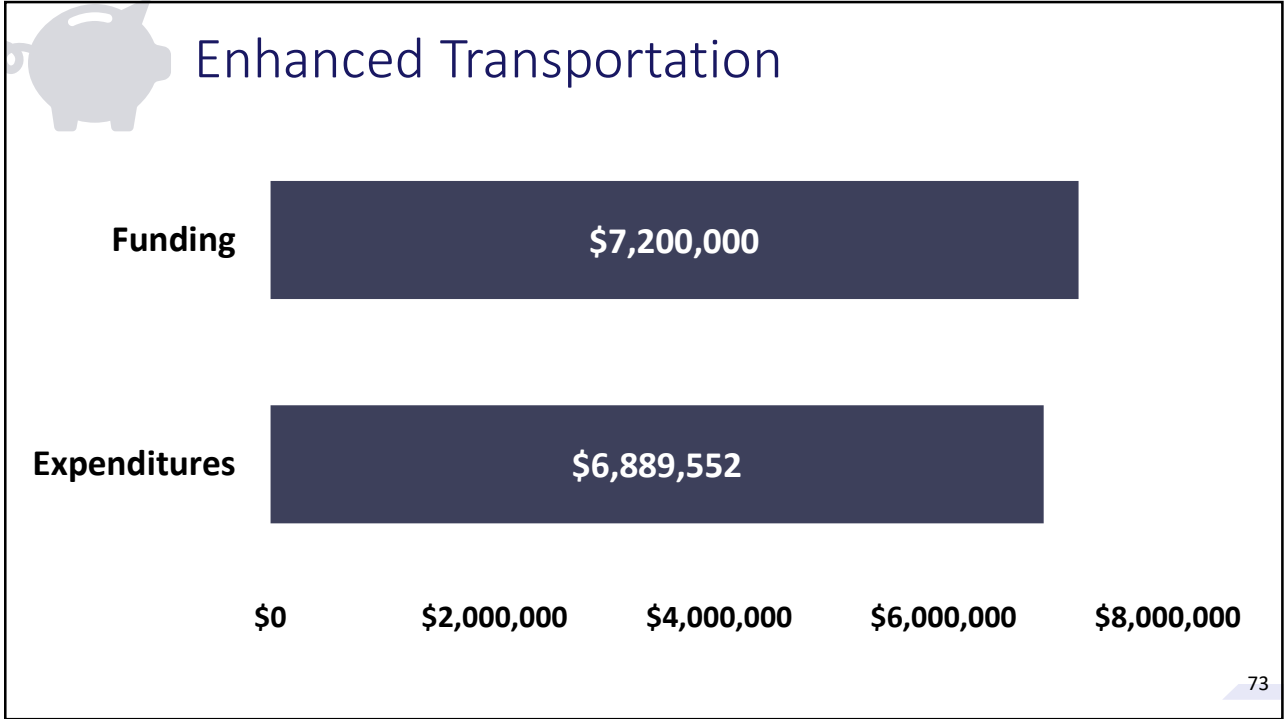 Enhanced Transportation
Funding
$7,200,000
Expenditures
$6,889,552
$0 $2,000,000 $4,000,000 $6,000,000 $8,000,000
73